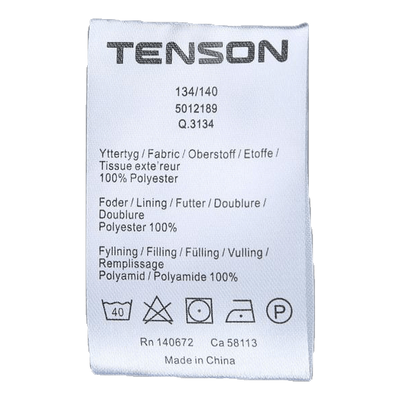 TENSON
134/140
5012189
Q.3134
Yttertyg / Fabric / Oberstoff / Etoffe /
Tissue exte'reur
100% Polyester
Foder / Lining / Futter / Doublure /
Doublure
Polyester 100%
Fyllning / Filling / Fülling / Vulling /
Remplissage
Polyamid / Polyamide 100%
40 P
Rn 140672 Ca 58113
Made in China